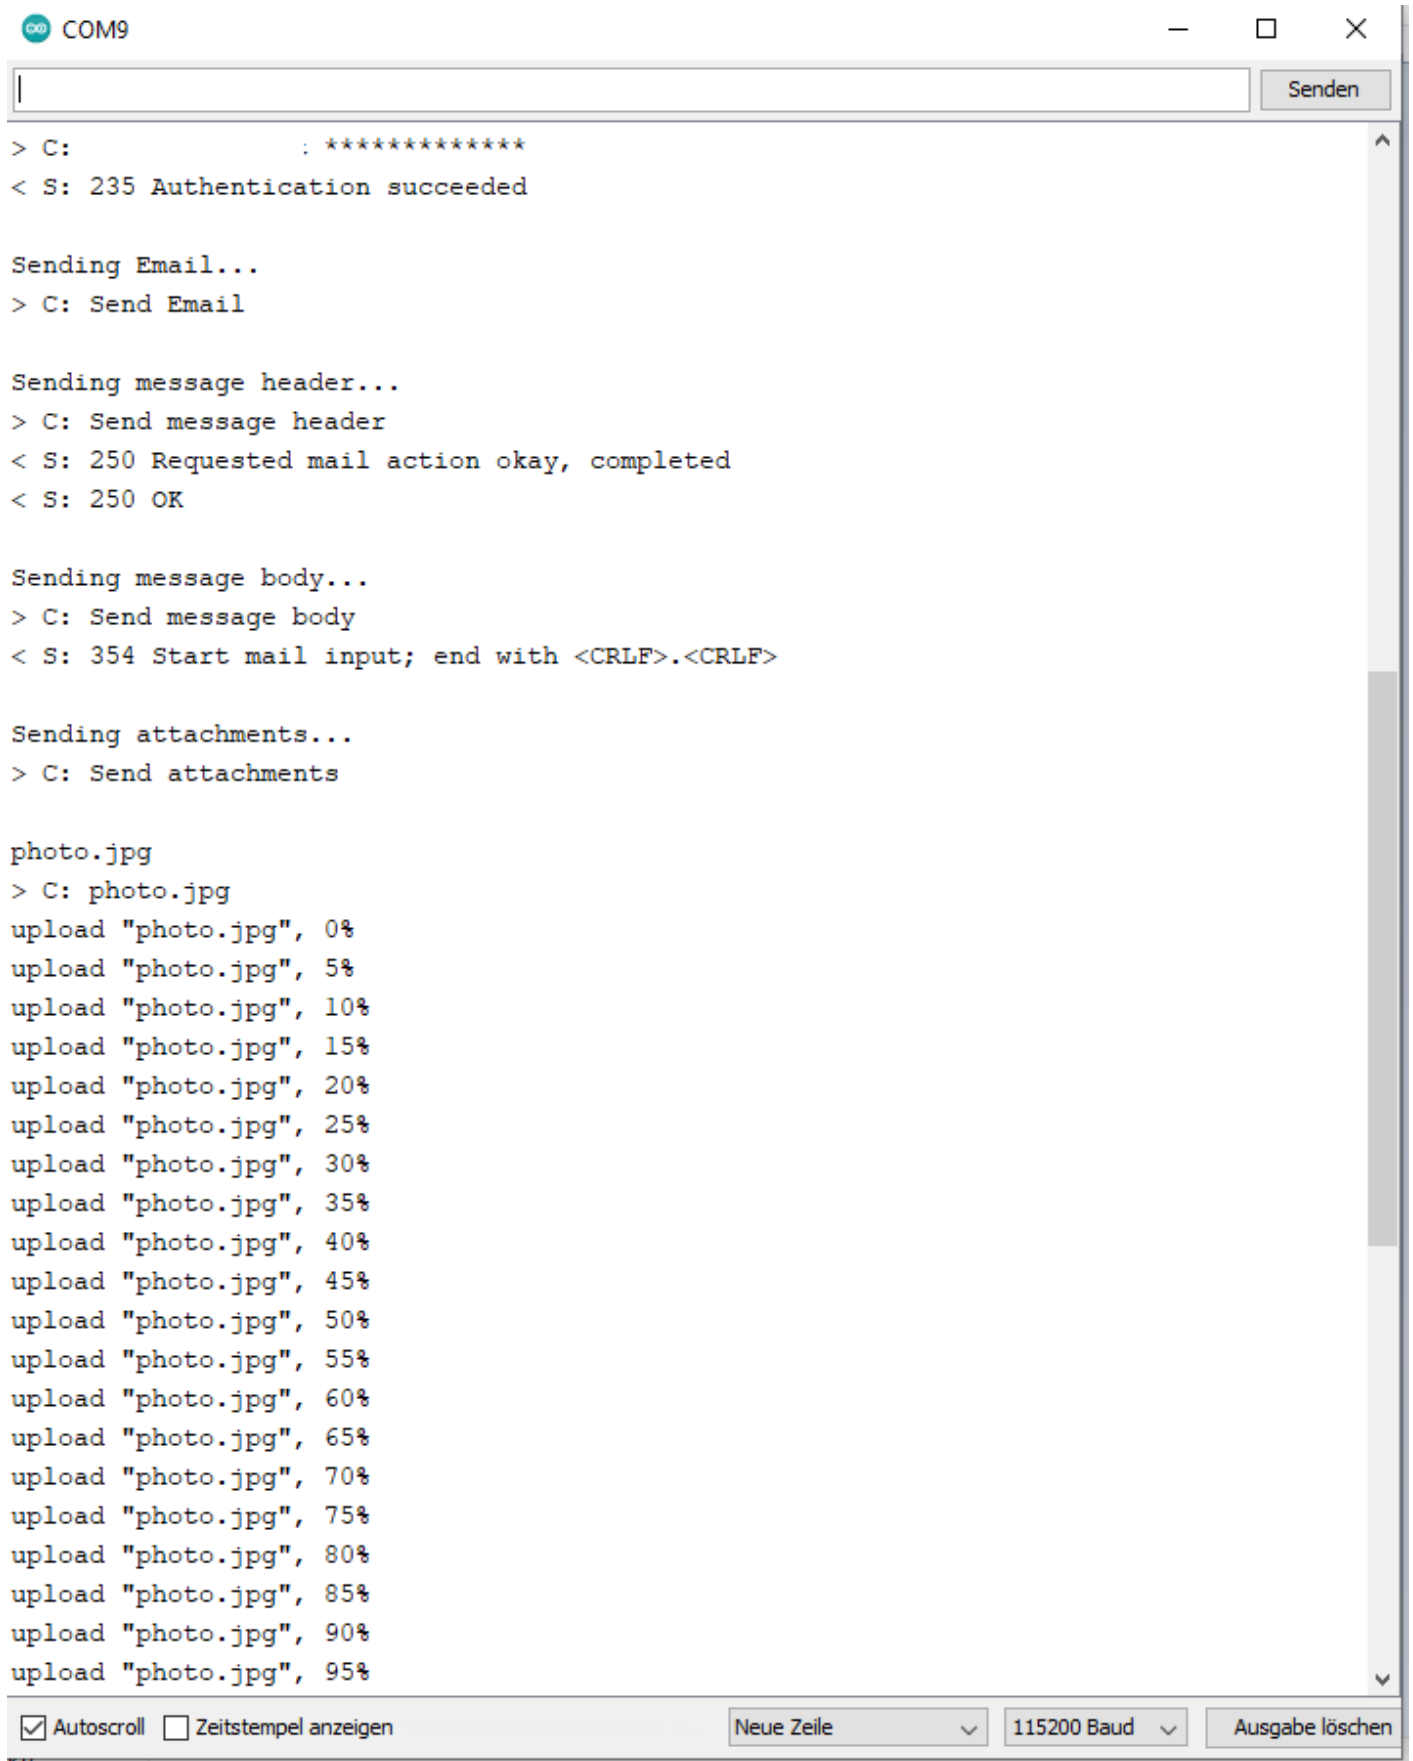 COM9
Senden
> C: : *************
< S: 235 Authentication succeeded
Sending Email...
> C: Send Email
Sending message header...
> C: Send message header
< S: 250 Requested mail action okay, completed
< S: 250 OK
Sending message body...
> C: Send message body
< S: 354 Start mail input; end with <CRLF>.<CRLF>
Sending attachments...
> C: Send attachments
photo.jpg
> C: photo.jpg
upload "photo.jpg", 0%
upload "photo.jpg", 5%
upload "photo.jpg", 10%
upload "photo.jpg", 15%
upload "photo.jpg", 20%
upload "photo.jpg", 25%
upload "photo.jpg", 30%
upload "photo.jpg", 35%
upload "photo.jpg", 40%
upload "photo.jpg", 45%
upload "photo.jpg", 50%
upload "photo.jpg", 55%
upload "photo.jpg", 60%
upload "photo.jpg", 65%
upload "photo.jpg", 70%
upload "photo.jpg", 75%
upload "photo.jpg", 80%
upload "photo.jpg", 85%
upload "photo.jpg", 90%
upload "photo.jpg", 95%
Autoscroll Zeitstempel anzeigen Neue Zeile 115200 Baud Ausgabe löschen